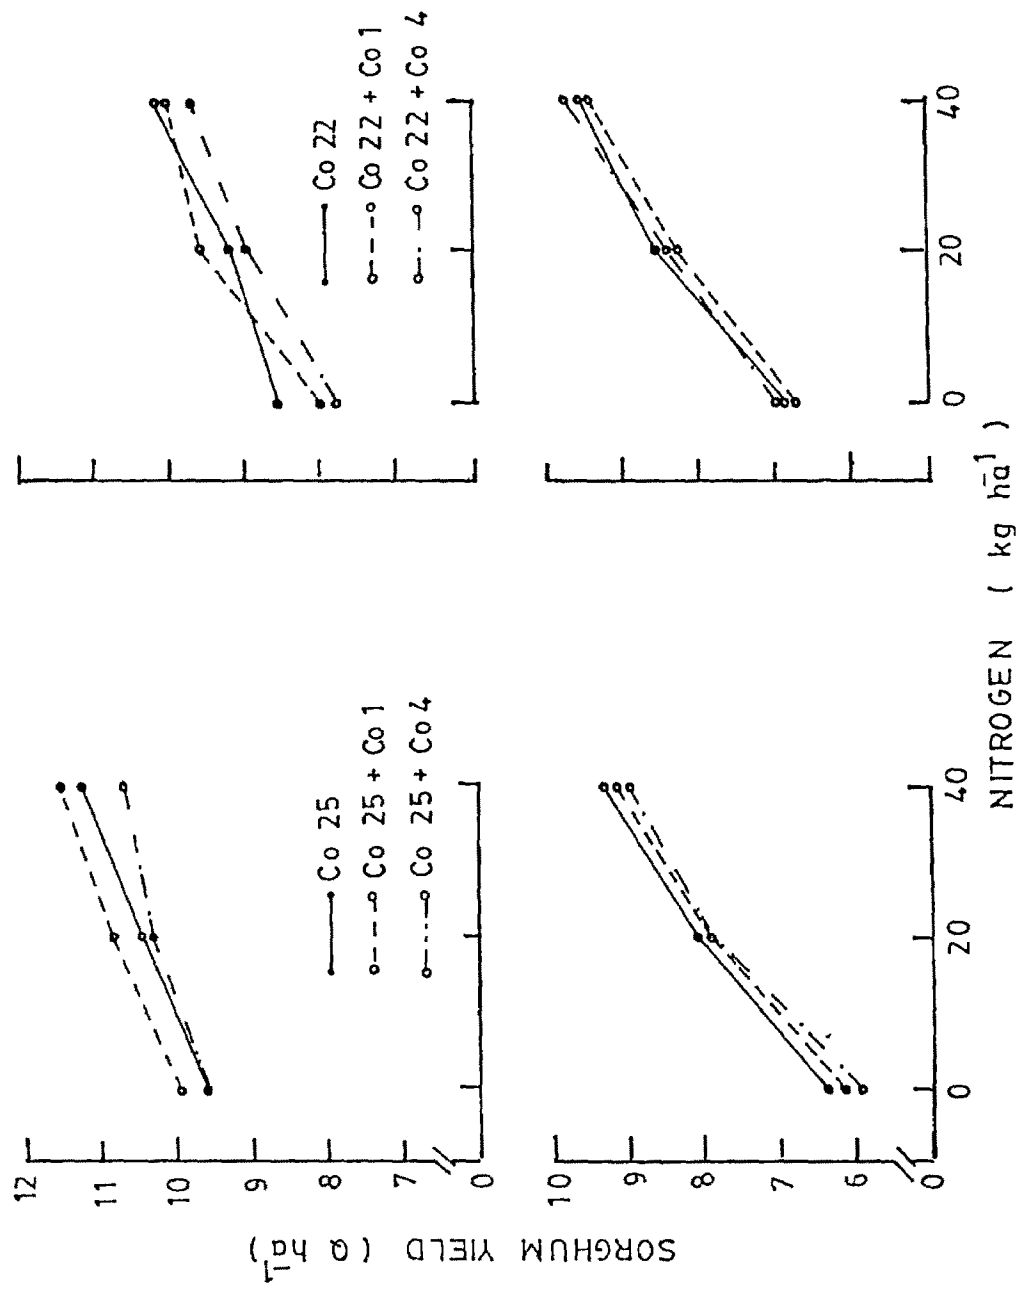 SORGHUM YIELD (Q ha⁻¹)
12
11
10
9
8
7
0
Co 25
Co 25 + Co 1
Co 25 + Co 4
Co 22
Co 22 + Co 1
Co 22 + Co 4
10
9
8
7
6
0
0 20 40
0 20 40
NITROGEN ( kg ha⁻¹ )